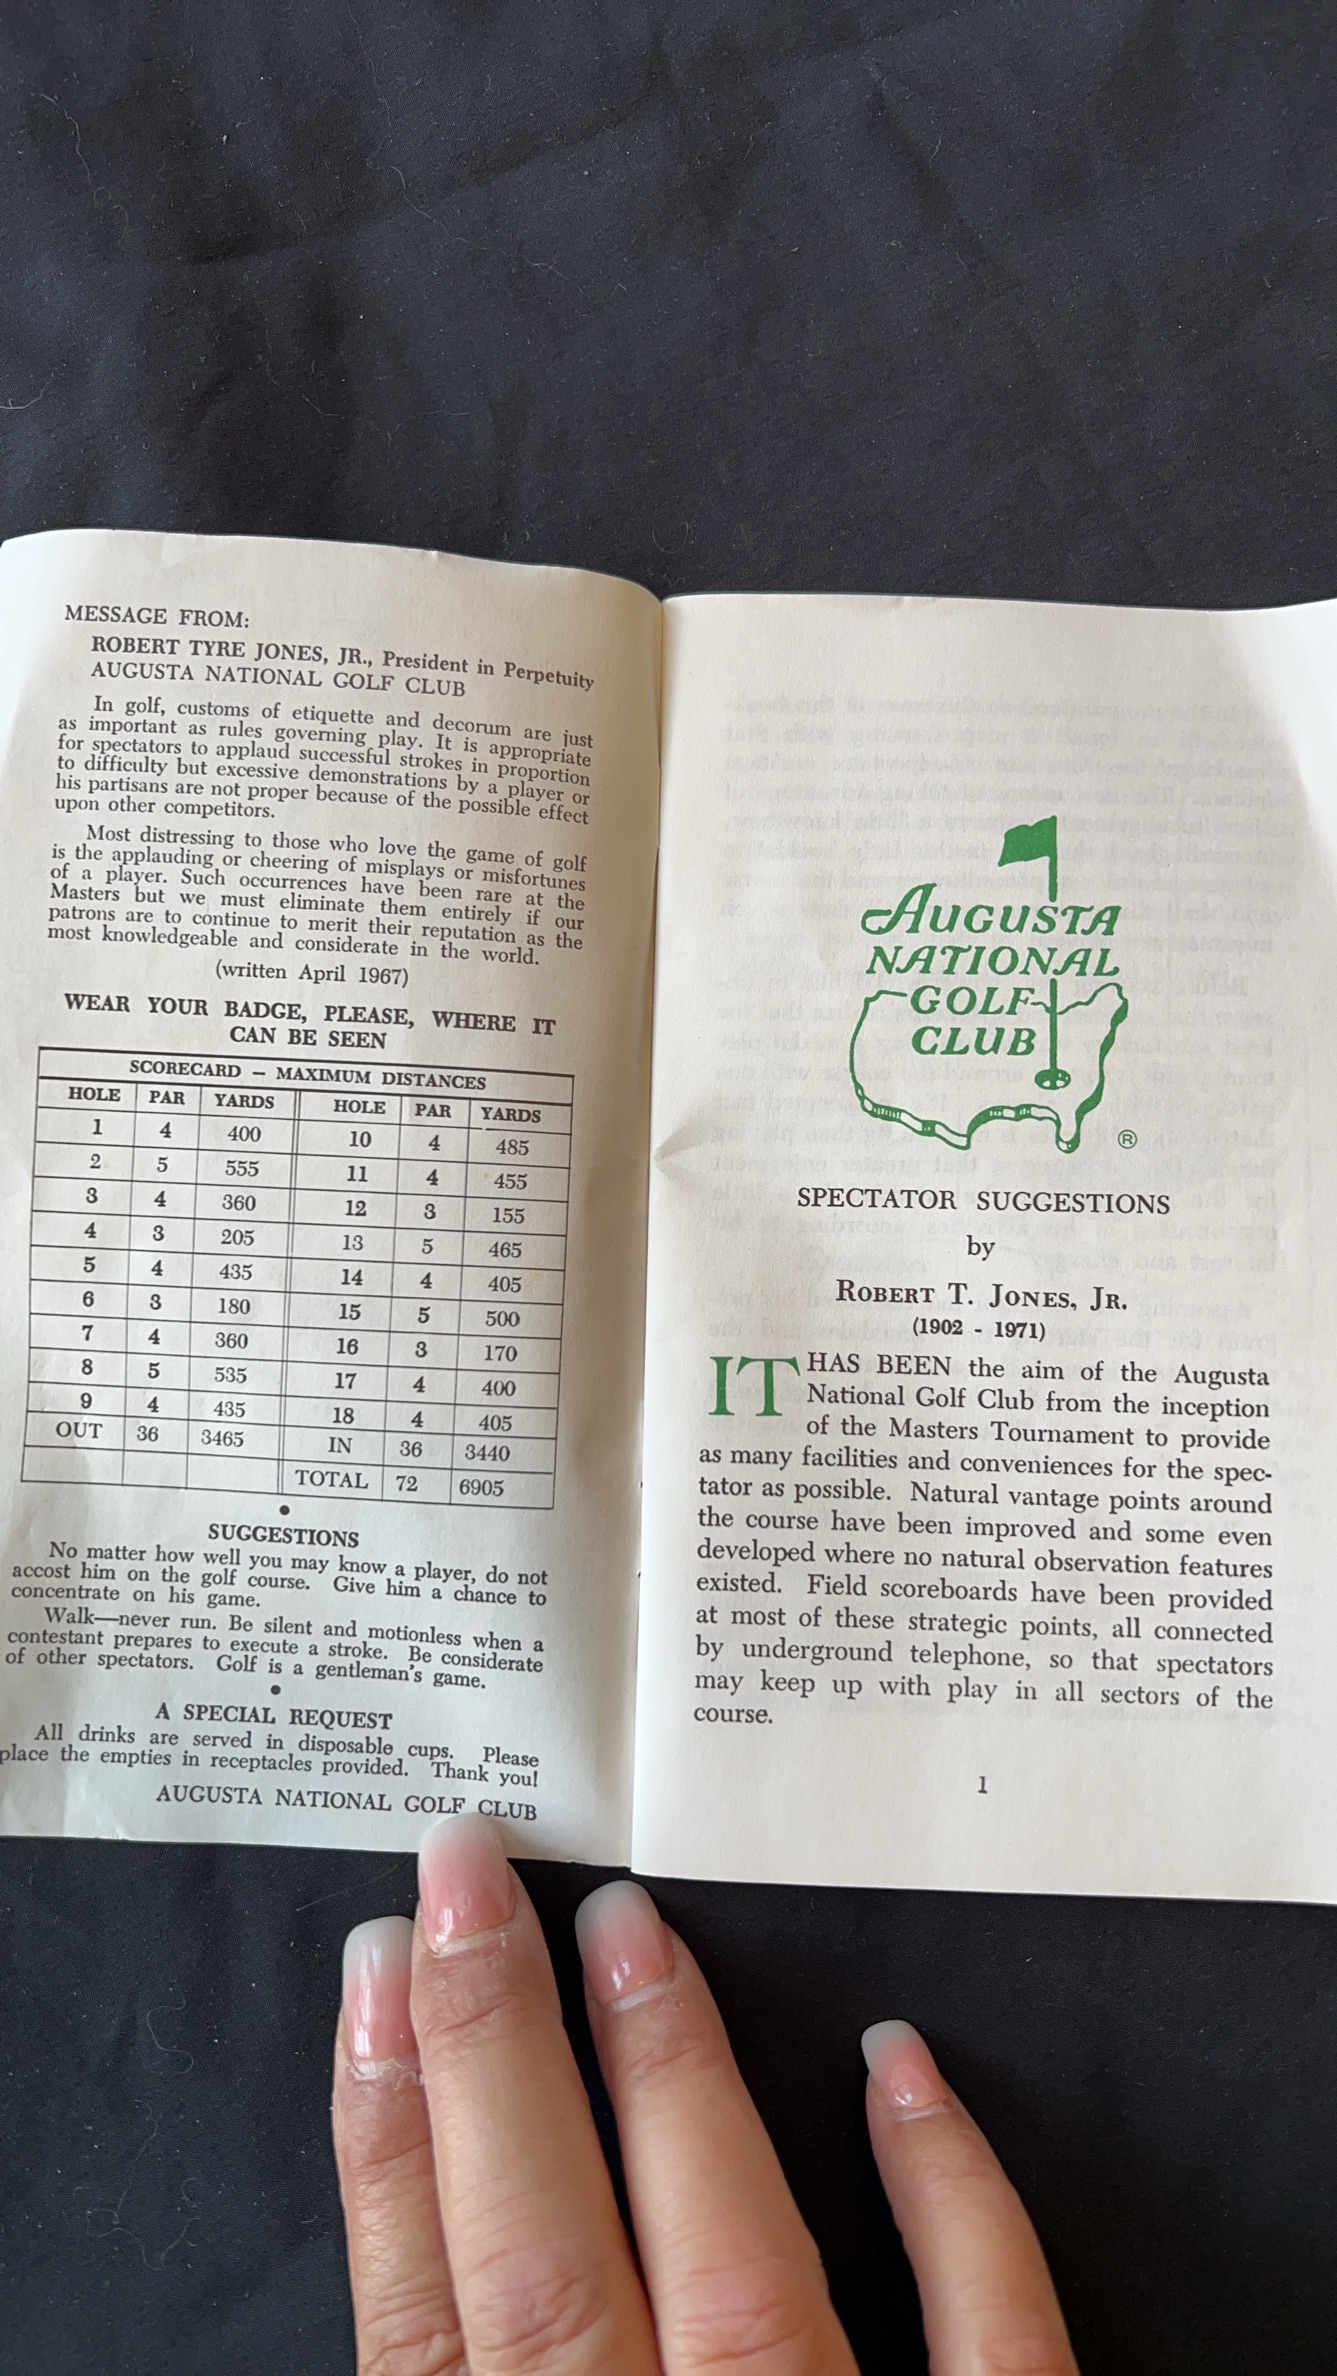 MESSAGE FROM:
ROBERT TYRE JONES, JR., President in Perpetuity
AUGUSTA NATIONAL GOLF CLUB
In golf, customs of etiquette and decorum are just
as important as rules governing play. It is appropriate
for spectators to applaud successful strokes in proportion
to difficulty but excessive demonstrations by a player or
his partisans are not proper because of the possible effect
upon other competitors.
Most distressing to those who love the game of golf
is the applauding or cheering of misplays or misfortunes
of a player. Such occurrences have been rare at the
Masters but we must eliminate them entirely if our
patrons are to continue to merit their reputation as the
most knowledgeable and considerate in the world.
(written April 1967)
WEAR YOUR BADGE, PLEASE, WHERE IT
CAN BE SEEN
SCORECARD – MAXIMUM DISTANCES
HOLE PAR YARDS HOLE PAR YARDS
1 4 400 10 4 485
2 5 555 11 4 455
3 4 360 12 3 155
4 3 205 13 5 465
5 4 435 14 4 405
6 3 180 15 5 500
7 4 360 16 3 170
8 5 535 17 4 400
9 4 435 18 4 405
OUT 36 3465 IN 36 3440
TOTAL 72 6905
•
SUGGESTIONS
No matter how well you may know a player, do not
accost him on the golf course. Give him a chance to
concentrate on his game.
Walk—never run. Be silent and motionless when a
contestant prepares to execute a stroke. Be considerate
of other spectators. Golf is a gentleman's game.
•
A SPECIAL REQUEST
All drinks are served in disposable cups. Please
place the empties in receptacles provided. Thank you!
AUGUSTA NATIONAL GOLF CLUB
AUGUSTA
NATIONAL
GOLF
CLUB
®
SPECTATOR SUGGESTIONS
by
ROBERT T. JONES, JR.
(1902 - 1971)
IT HAS BEEN the aim of the Augusta
National Golf Club from the inception
of the Masters Tournament to provide
as many facilities and conveniences for the spec-
tator as possible. Natural vantage points around
the course have been improved and some even
developed where no natural observation features
existed. Field scoreboards have been provided
at most of these strategic points, all connected
by underground telephone, so that spectators
may keep up with play in all sectors of the
course.
1